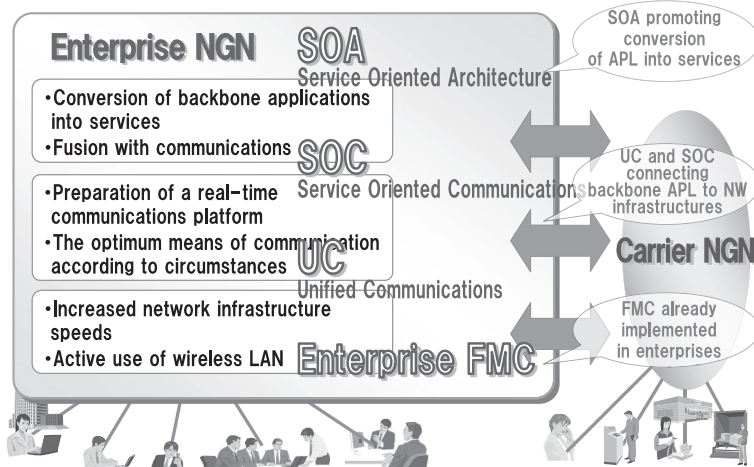 Enterprise NGN
SOA
Service Oriented Architecture
•Conversion of backbone applications
into services
•Fusion with communications
SOC
Service Oriented Communications
•Preparation of a real-time
communications platform
•The optimum means of communication
according to circumstances
UC
Unified Communications
•Increased network infrastructure
speeds
•Active use of wireless LAN
Enterprise FMC
SOA promoting
conversion
of APL into services
UC and SOC
connecting
backbone APL to NW
infrastructures
Carrier NGN
FMC already
implemented
in enterprises